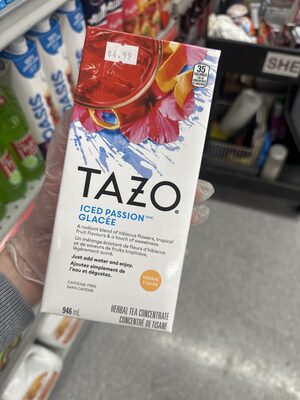 $4.99
35
TAZO
ICED PASSION
GLACÉE
A radiant blend of hibiscus flowers, tropical
fruit flavours & a touch of sweetness.
Un mélange éclatant de fleurs d'hibiscus
et de saveurs de fruits tropicaux,
légèrement sucré.
Just add water and enjoy.
Ajoutez simplement de
l'eau et dégustez.
HERBAL
TISANE
CAFFEINE-FREE
SANS CAFÉINE
946 mL
HERBAL TEA CONCENTRATE
CONCENTRÉ DE TISANE